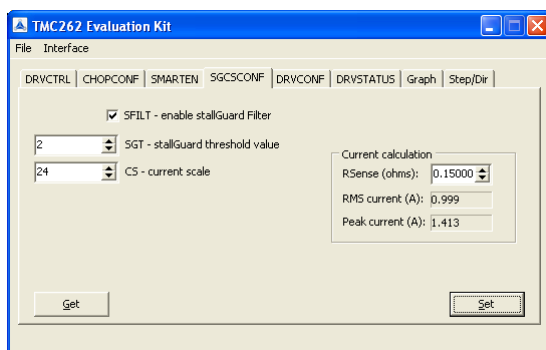 TMC262 Evaluation Kit
File Interface
DRVCTRL CHOPCONF SMARTEN SGCSCONF DRVCONF DRVSTATUS Graph Step/Dir
SFILT - enable stallGuard Filter
2 SGT - stallGuard threshold value
24 CS - current scale
Current calculation
RSense (ohms): 0.15000
RMS current (A): 0.999
Peak current (A): 1.413
Get Set